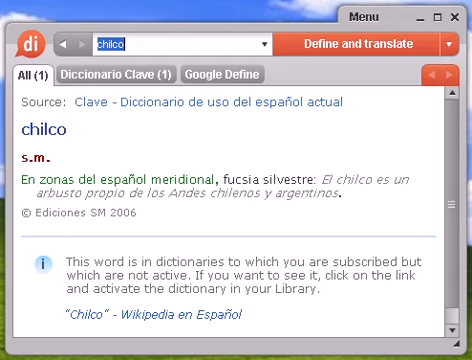 Menu
di chilco Define and translate
All (1) Diccionario Clave (1) Google Define
Source: Clave - Diccionario de uso del español actual
chilco
s.m.
En zonas del español meridional, fucsia silvestre: El chilco es un
arbusto propio de los Andes chilenos y argentinos.
© Ediciones SM 2006
i This word is in dictionaries to which you are subscribed but
which are not active. If you want to see it, click on the link
and activate the dictionary in your Library.
"Chilco" - Wikipedia en Español